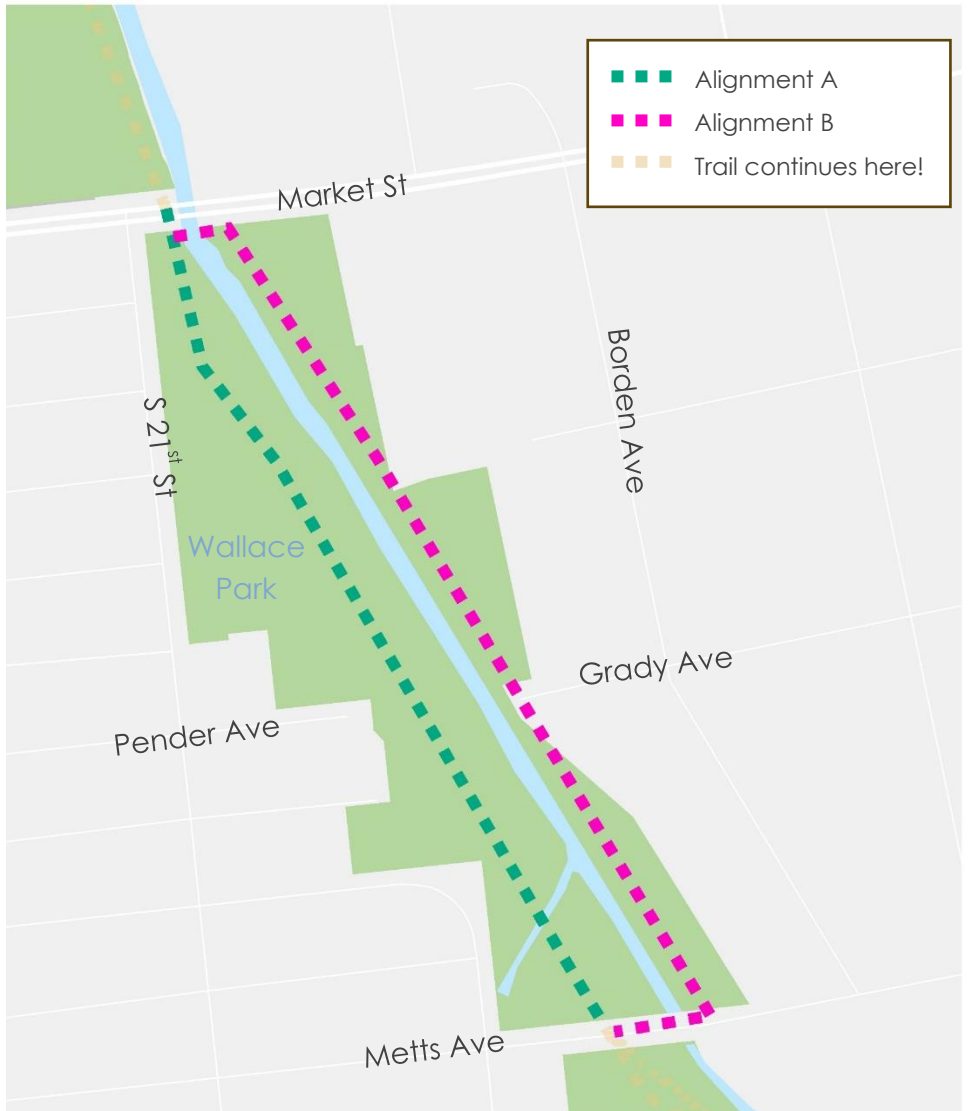 Alignment A
Alignment B
Trail continues here!
Market St
Borden Ave
S 21st St
Wallace
Park
Grady Ave
Pender Ave
Metts Ave